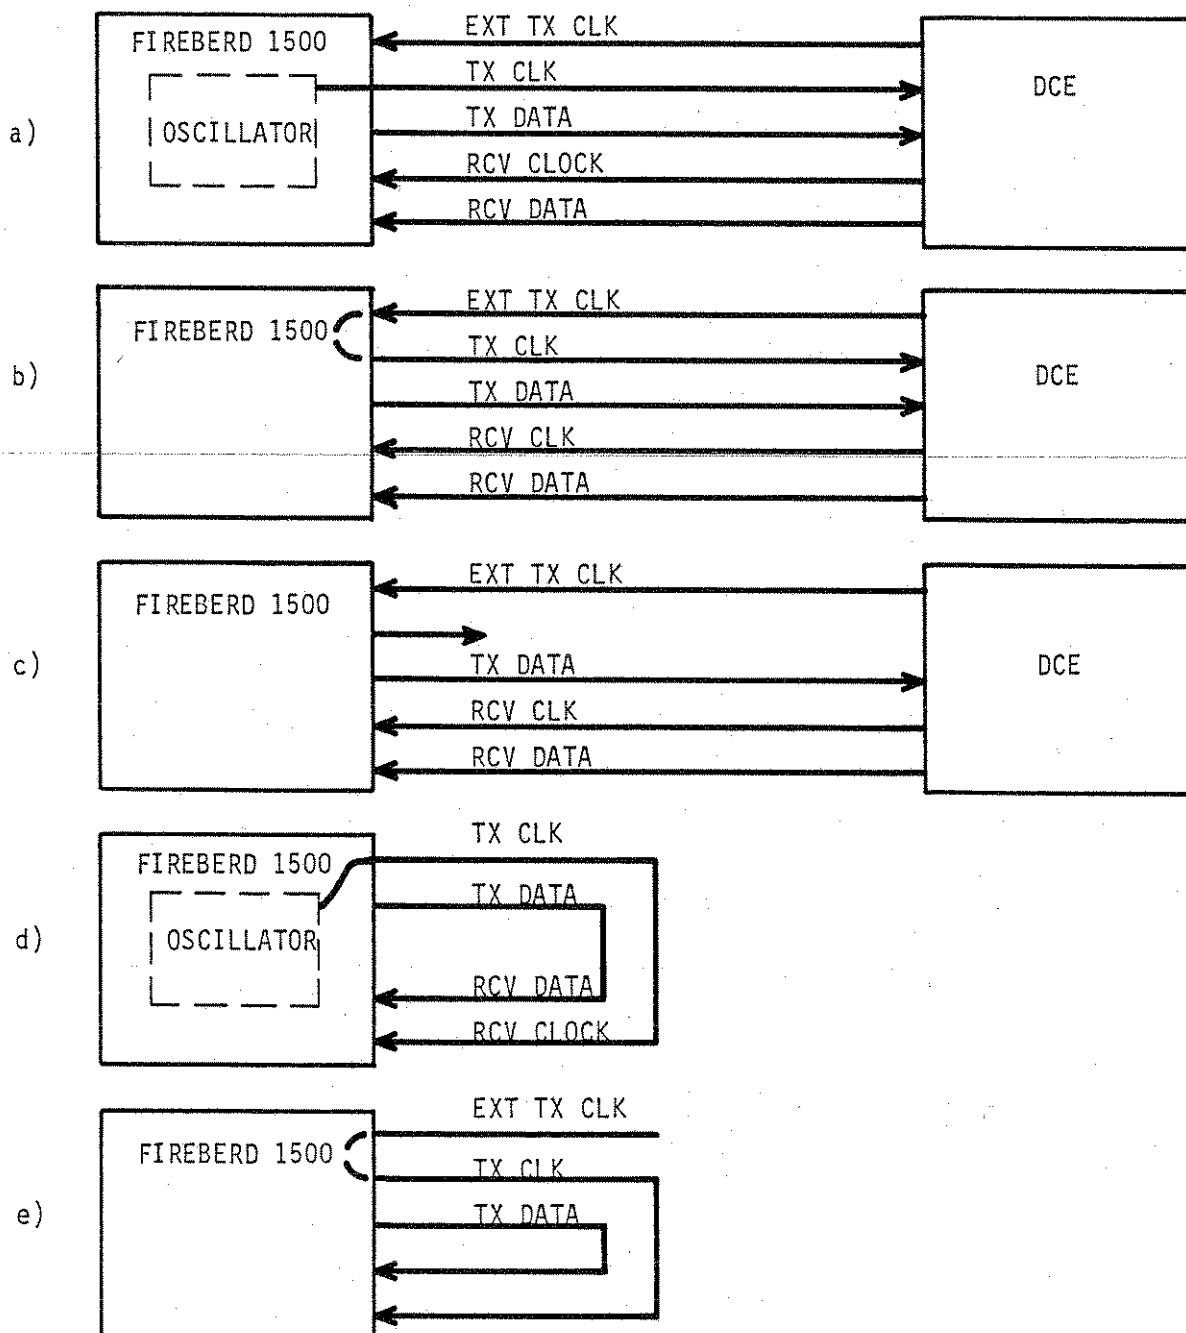 FIREBERD 1500
EXT TX CLK
TX CLK
DCE
a)
OSCILLATOR
TX DATA
RCV CLOCK
RCV DATA
FIREBERD 1500
EXT TX CLK
TX CLK
b)
DCE
TX DATA
RCV CLK
RCV DATA
FIREBERD 1500
EXT TX CLK
c)
TX DATA
DCE
RCV CLK
RCV DATA
FIREBERD 1500
TX CLK
TX DATA
d)
OSCILLATOR
RCV DATA
RCV CLOCK
FIREBERD 1500
EXT TX CLK
TX CLK
e)
TX DATA